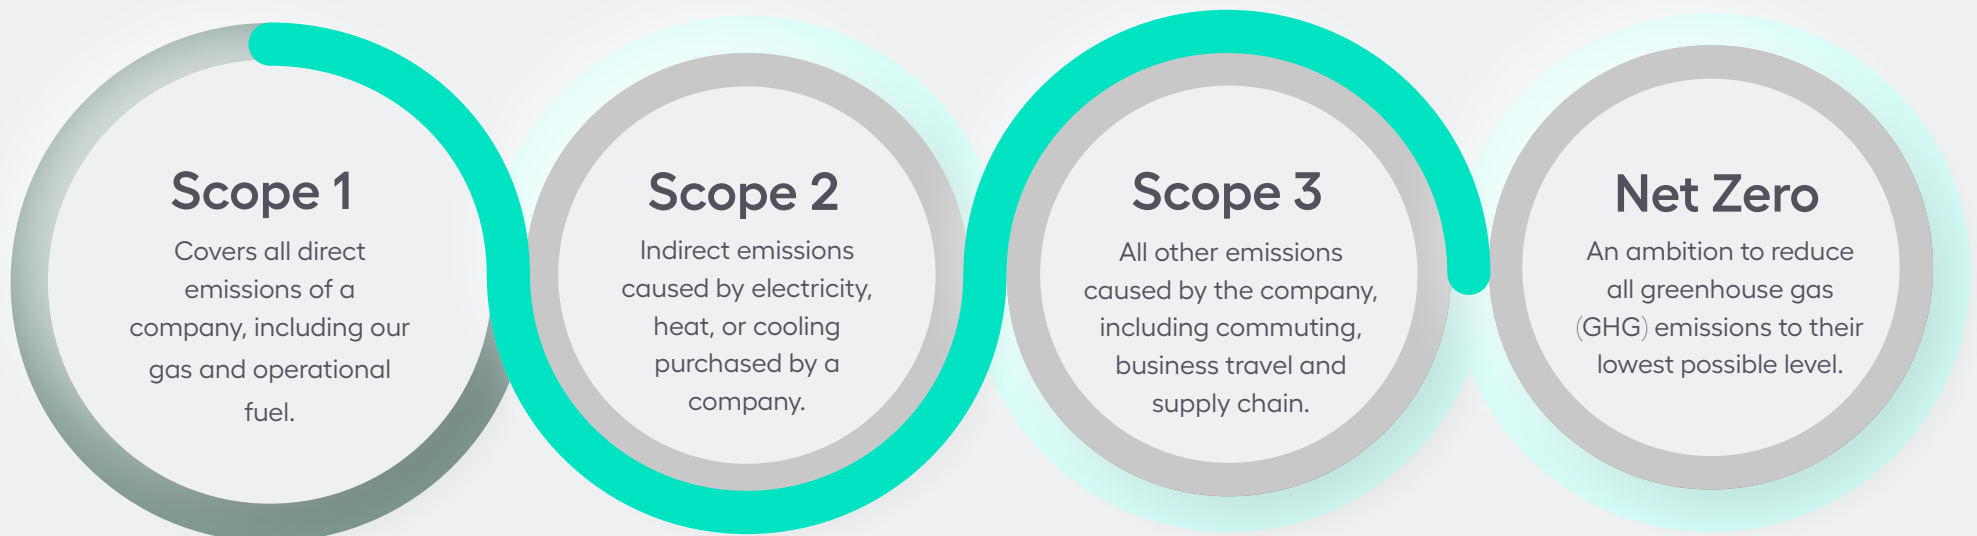 Scope 1
Covers all direct
emissions of a
company, including our
gas and operational
fuel.
Scope 2
Indirect emissions
caused by electricity,
heat, or cooling
purchased by a
company.
Scope 3
All other emissions
caused by the company,
including commuting,
business travel and
supply chain.
Net Zero
An ambition to reduce
all greenhouse gas
(GHG) emissions to their
lowest possible level.